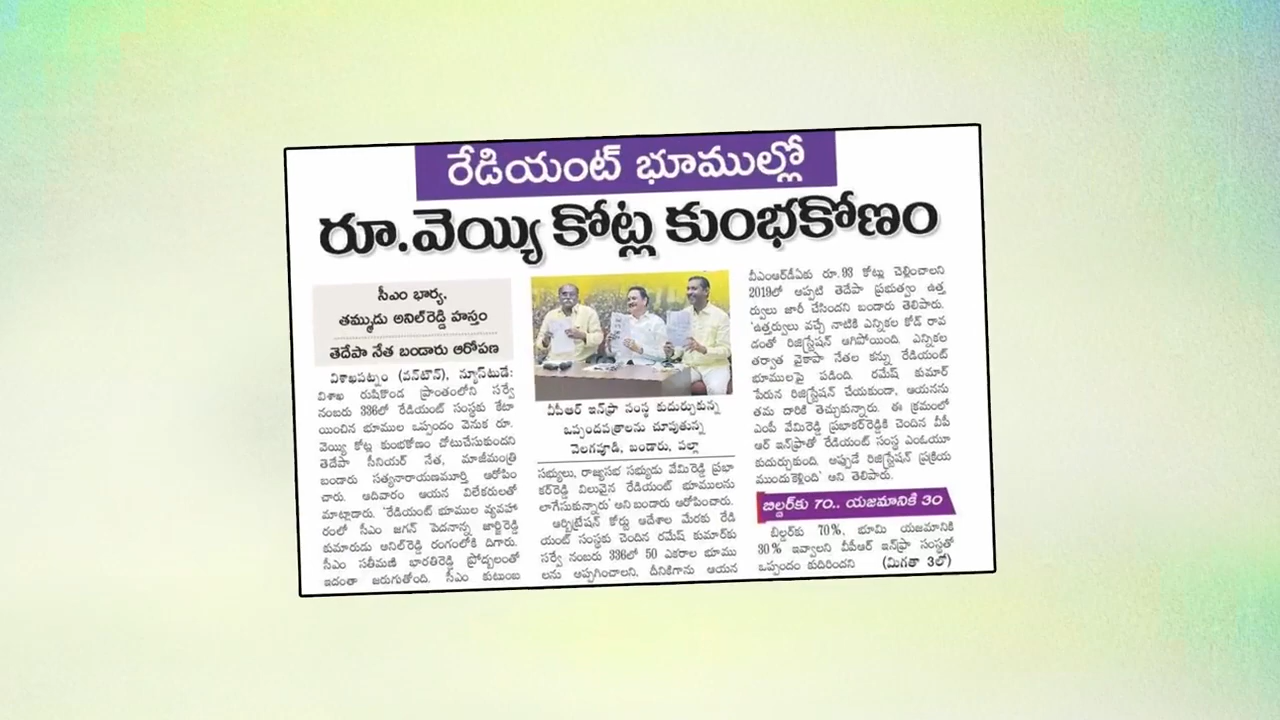 రేడియంట్ భూముల్లో
రూ.వెయ్యి కోట్ల కుంభకోణం
సీఎం భార్య,
తమ్ముడు అనిల్‌రెడ్డి హస్తం
తెదేపా నేత బండారు ఆరోపణ
విశాఖపట్నం (వన్‌టౌన్), న్యూస్‌టుడే:
విశాఖ రుషికొండ ప్రాంతంలోని సర్వే
నంబరు 336లో రేడియంట్ సంస్థకు కేటా
యించిన భూముల ఒప్పందం వెనుక రూ.
వెయ్యి కోట్ల కుంభకోణం చోటుచేసుకుందని
తెదేపా సీనియర్ నేత, మాజీమంత్రి
బండారు సత్యనారాయణమూర్తి ఆరోపిం
చారు. ఆదివారం ఆయన విలేకరులతో
మాట్లాడారు. 'రేడియంట్ భూముల వ్యవహా
రంలో సీఎం జగన్ పెదనాన్న జార్జిరెడ్డి
కుమారుడు అనిల్‌రెడ్డి రంగంలోకి దిగారు.
సీఎం సతీమణి భారతిరెడ్డి ప్రోద్బలంతో
ఇదంతా జరుగుతోంది. సీఎం కుటుంబ
వీపీఆర్ ఇన్‌ఫ్రా సంస్థ కుదుర్చుకున్న
ఒప్పందపత్రాలను చూపుతున్న
వెలగపూడి, బండారు, పల్లా
సభ్యులు, రాజ్యసభ సభ్యుడు వేమిరెడ్డి ప్రభా
కర్‌రెడ్డి విలువైన రేడియంట్ భూములను
లాగేసుకున్నారు' అని బండారు ఆరోపించారు.
ఆర్బిట్రేషన్ కోర్టు ఆదేశాల మేరకు రేడి
యంట్ సంస్థకు చెందిన రమేష్ కుమార్‌కు
సర్వే నంబరు 336లో 50 ఎకరాల భూము
లను అప్పగించాలని, దీనికిగాను ఆయన
వీఎంఆర్‌డీఏకు రూ.93 కోట్లు చెల్లించాలని
2019లో అప్పటి తెదేపా ప్రభుత్వం ఉత్త
ర్వులు జారీ చేసిందని బండారు తెలిపారు.
'ఉత్తర్వులు వచ్చే నాటికి ఎన్నికల కోడ్ రావ
డంతో రిజిస్ట్రేషన్ ఆగిపోయింది. ఎన్నికల
తర్వాత వైకాపా నేతల కన్ను రేడియంట్
భూములపై పడింది. రమేష్ కుమార్
పేరున రిజిస్ట్రేషన్ చేయకుండా, ఆయనను
తమ దారికి తెచ్చుకున్నారు. ఈ క్రమంలో
ఎంపీ వేమిరెడ్డి ప్రభాకర్‌రెడ్డికి చెందిన వీపీ
ఆర్ ఇన్‌ఫ్రాతో రేడియంట్ సంస్థ ఎంఓయూ
కుదుర్చుకుంది. అప్పుడే రిజిస్ట్రేషన్ ప్రక్రియ
ముందుకెళ్లింది' అని తెలిపారు.
బిల్డర్‌కు 70.. యజమానికి 30
బిల్డర్‌కు 70%, భూమి యజమానికి
30% ఇవ్వాలని వీపీఆర్ ఇన్‌ఫ్రా సంస్థతో
ఒప్పందం కుదిరిందని (మిగతా 3లో)